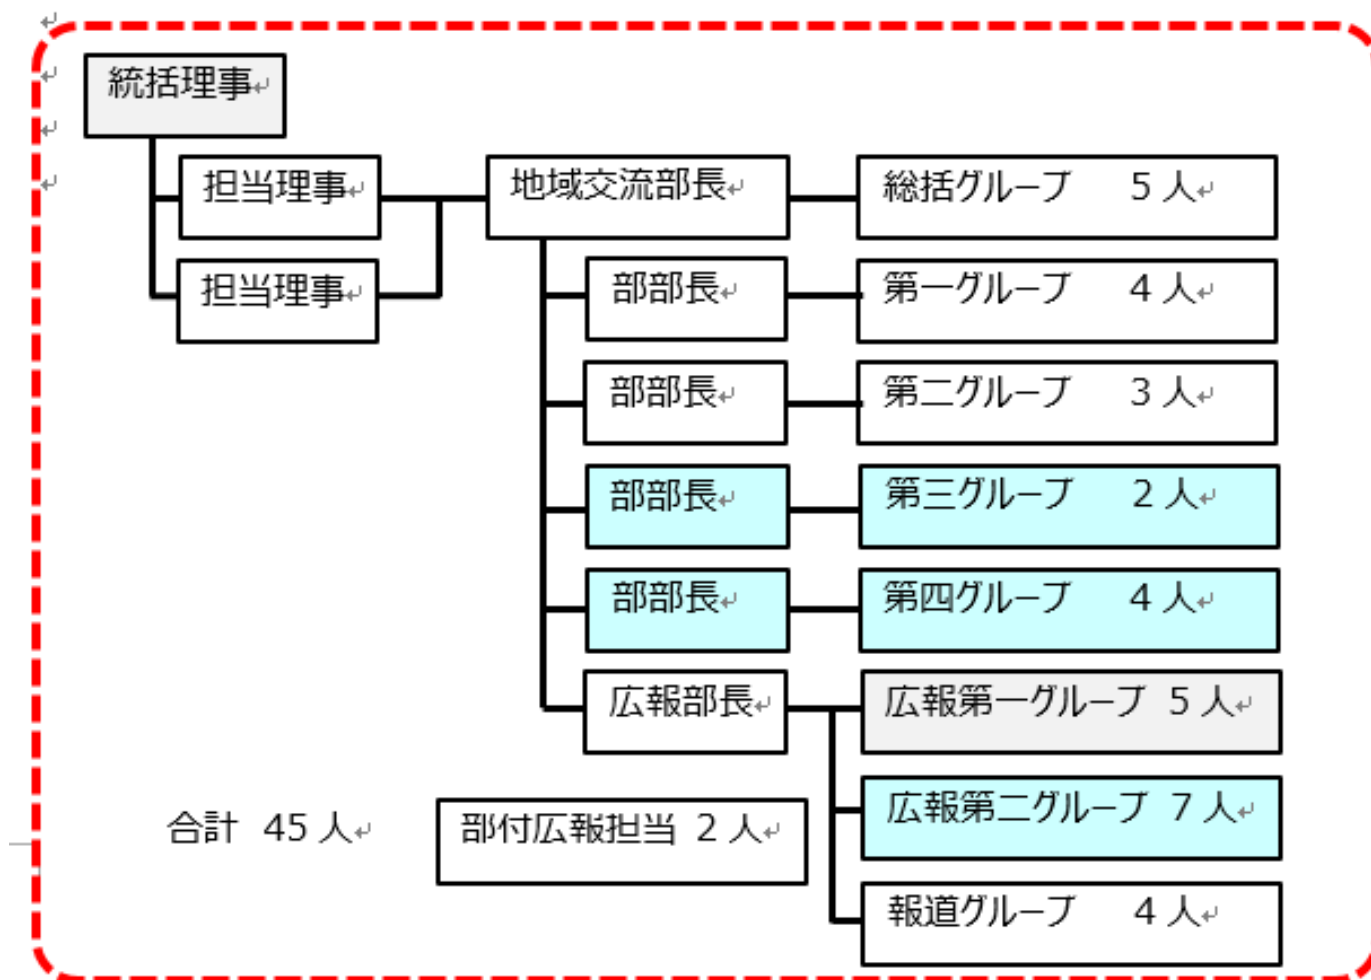 統括理事
担当理事
地域交流部長
総括グループ 5人
担当理事
部部長
第一グループ 4人
部部長
第二グループ 3人
部部長
第三グループ 2人
部部長
第四グループ 4人
広報部長
広報第一グループ 5人
広報第二グループ 7人
合計 45人
部付広報担当 2人
報道グループ 4人